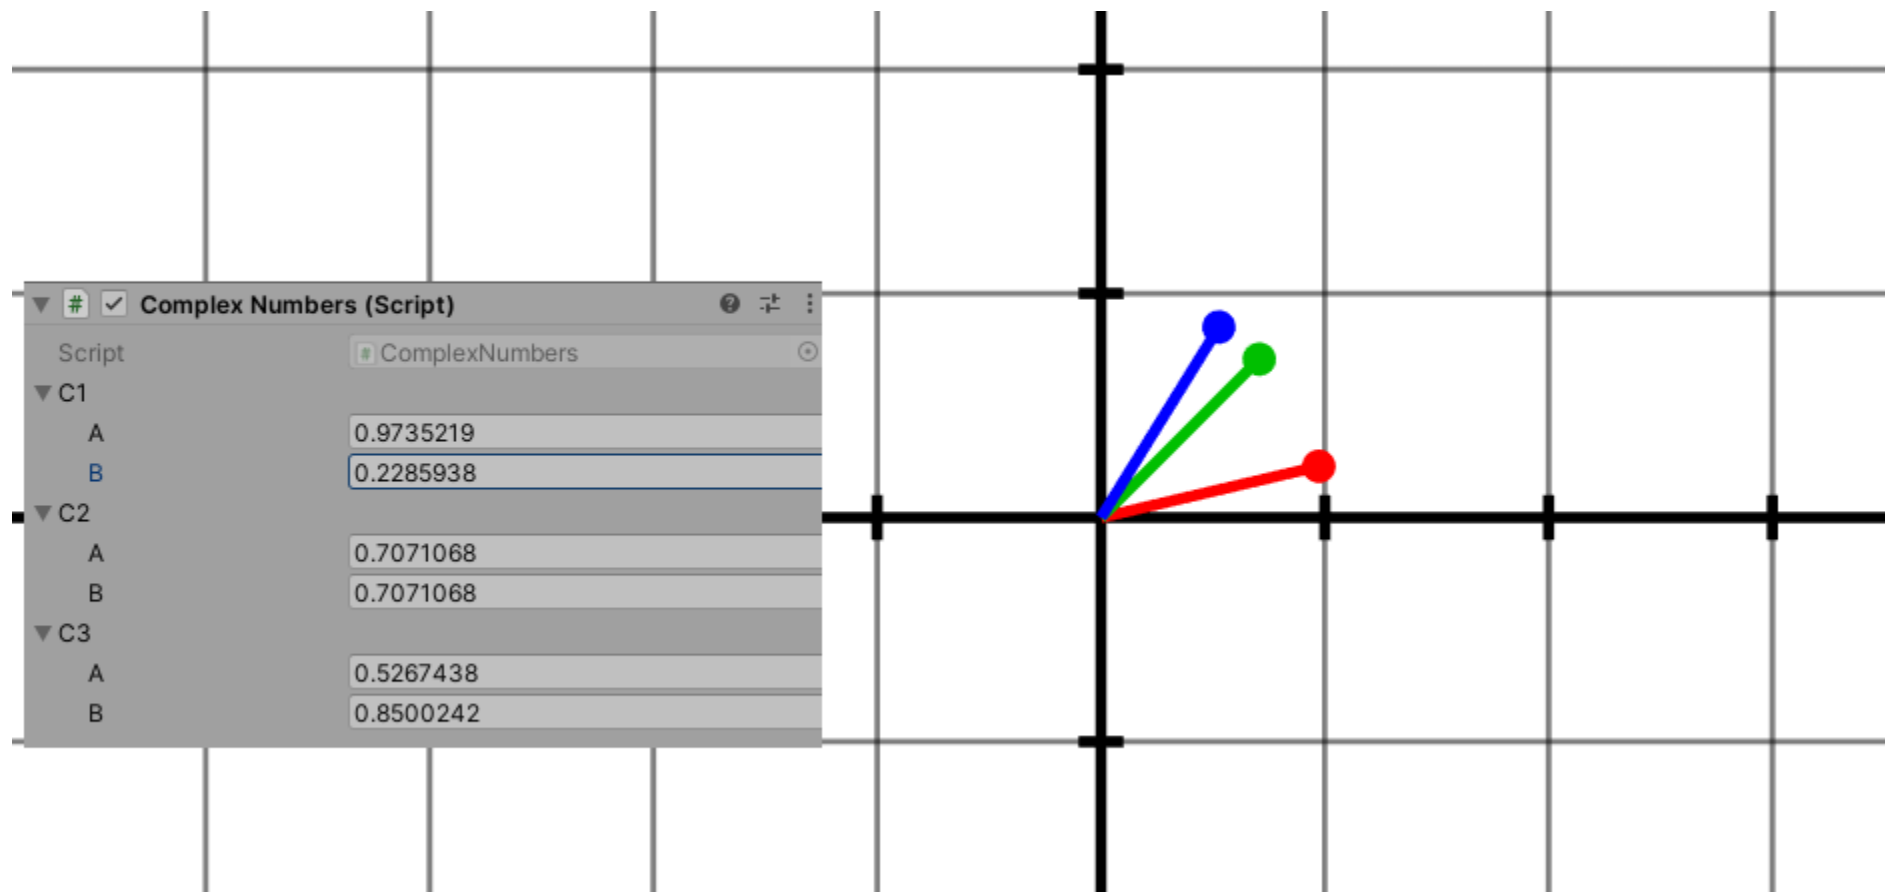 # Complex Numbers (Script) ?
Script # ComplexNumbers
C1
A 0.9735219
B 0.2285938
C2
A 0.7071068
B 0.7071068
C3
A 0.5267438
B 0.8500242